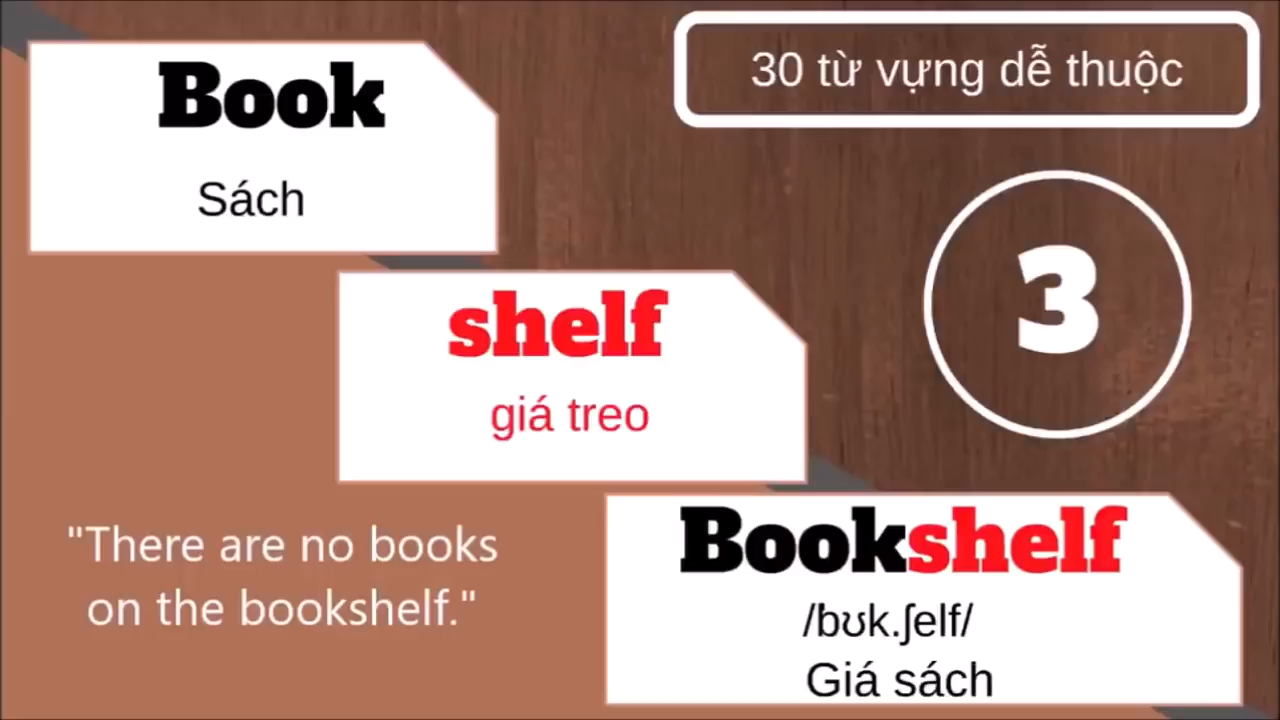 Book
Sách
30 từ vựng dễ thuộc
3
shelf
giá treo
"There are no books
on the bookshelf."
Bookshelf
/bʊk.ʃelf/
Giá sách